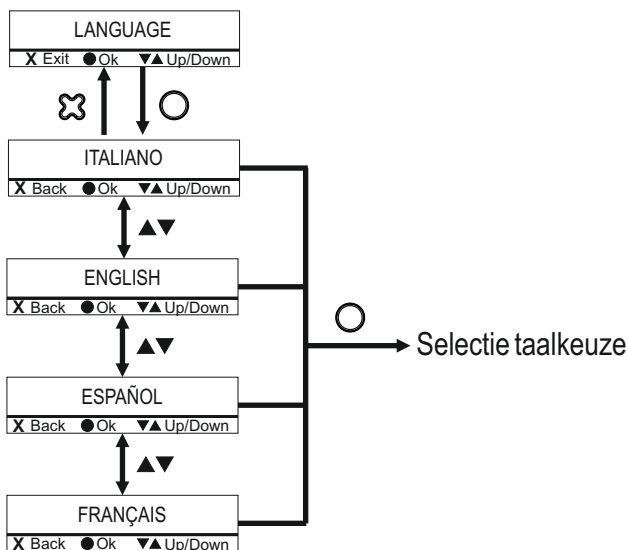 LANGUAGE
X Exit ●Ok ▼▲Up/Down
ITALIANO
X Back ●Ok ▼▲Up/Down
▲▼
ENGLISH
X Back ●Ok ▼▲Up/Down
Selectie taalkeuze
▲▼
ESPAÑOL
X Back ●Ok ▼▲Up/Down
▲▼
FRANÇAIS
X Back ●Ok ▼▲Up/Down